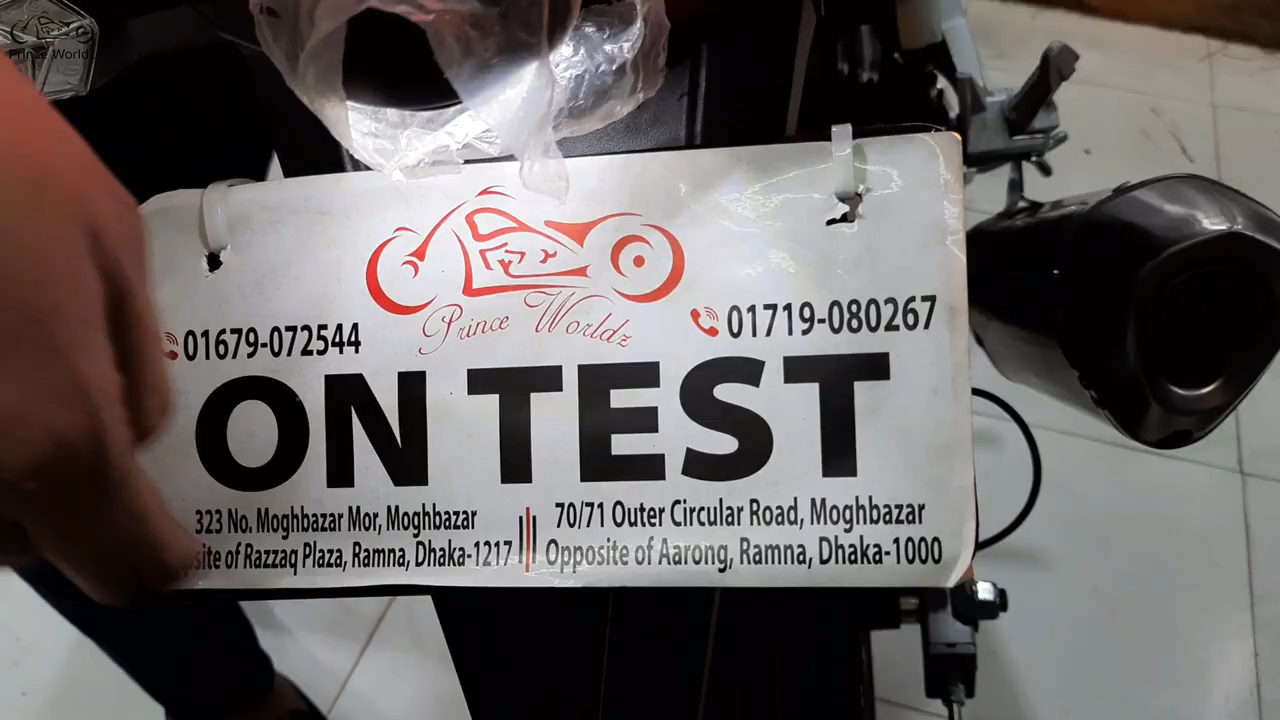 Prince Worldz
Prince Worldz
01679-072544
01719-080267
ON TEST
323 No. Moghbazar Mor, Moghbazar
of Razzaq Plaza, Ramna, Dhaka-1217
70/71 Outer Circular Road, Moghbazar
Opposite of Aarong, Ramna, Dhaka-1000